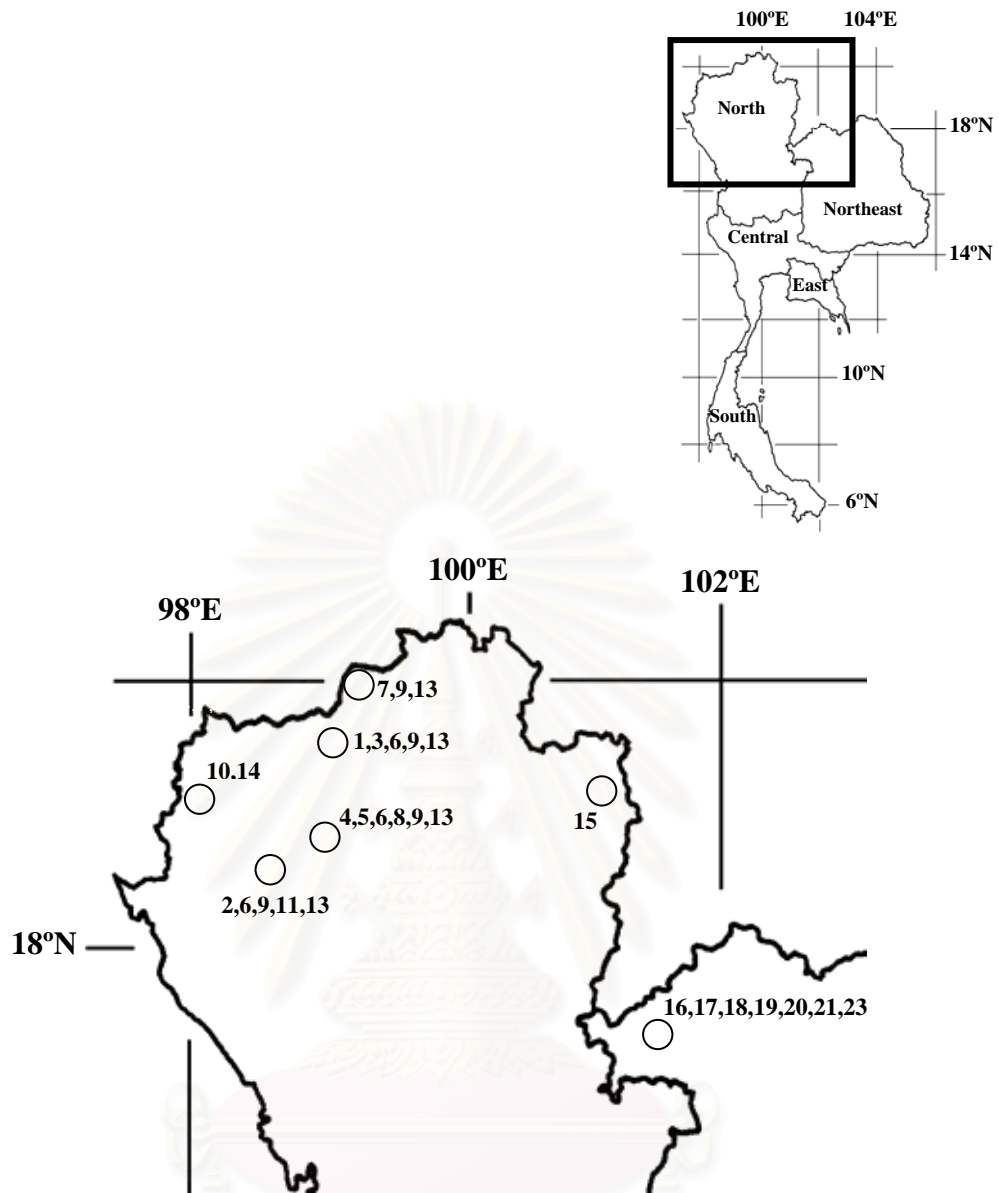 100ºE
104ºE
North
18ºN
Northeast
Central
14ºN
East
10ºN
South
6ºN
100ºE
102ºE
98ºE
7,9,13
1,3,6,9,13
10,14
4,5,6,8,9,13
15
2,6,9,11,13
18ºN
16,17,18,19,20,21,23